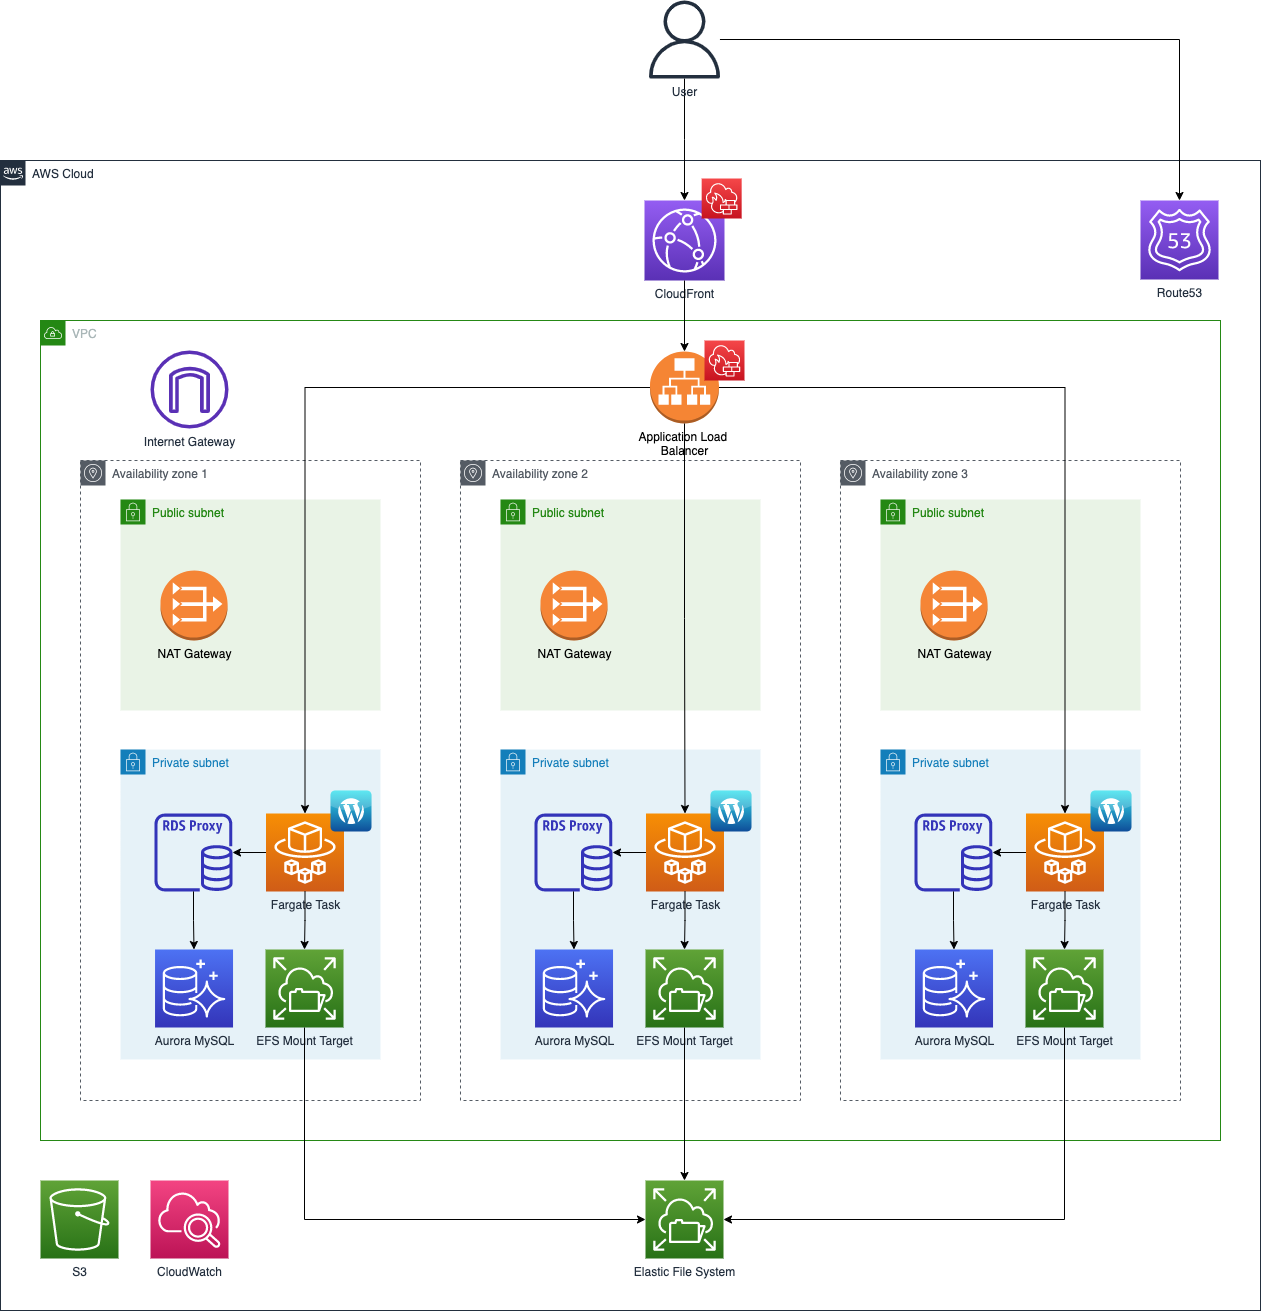 User
aws
AWS Cloud
CloudFront
53
Route53
VPC
Internet Gateway
Application Load
Balancer
Availability zone 1
Availability zone 2
Availability zone 3
Public subnet
Public subnet
Public subnet
NAT Gateway
NAT Gateway
NAT Gateway
Private subnet
Private subnet
Private subnet
RDS Proxy
W
RDS Proxy
W
RDS Proxy
W
Fargate Task
Fargate Task
Fargate Task
Aurora MySQL
EFS Mount Target
Aurora MySQL
EFS Mount Target
Aurora MySQL
EFS Mount Target
S3
CloudWatch
Elastic File System